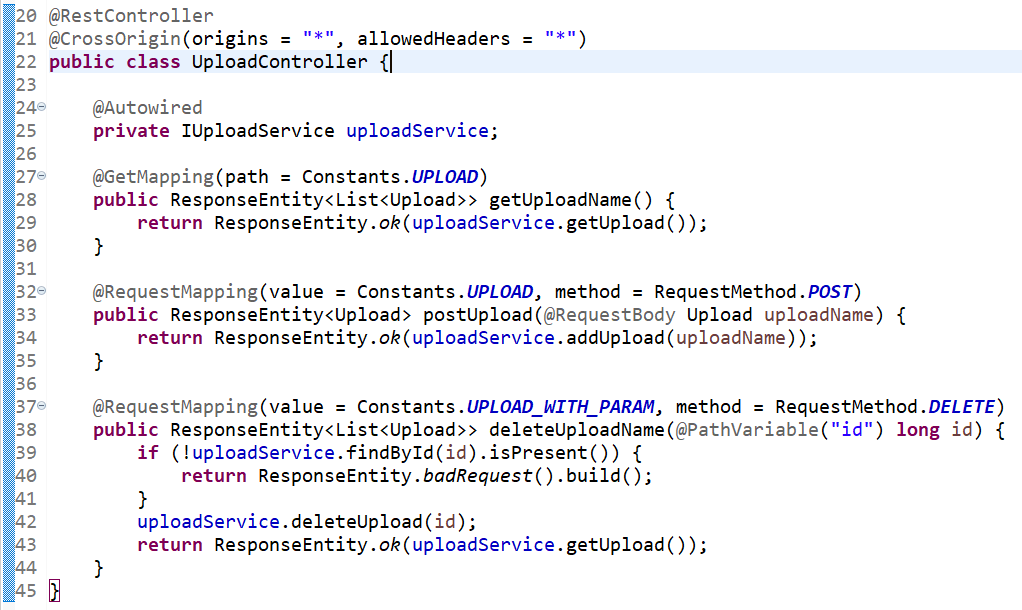 20 @RestController
21 @CrossOrigin(origins = "*", allowedHeaders = "*")
22 public class UploadController {
23
24 @Autowired
25 private IUploadService uploadService;
26
27 @GetMapping(path = Constants.UPLOAD)
28 public ResponseEntity<List<Upload>> getUploadName() {
29 return ResponseEntity.ok(uploadService.getUpload());
30 }
31
32 @RequestMapping(value = Constants.UPLOAD, method = RequestMethod.POST)
33 public ResponseEntity<Upload> postUpload(@RequestBody Upload uploadName) {
34 return ResponseEntity.ok(uploadService.addUpload(uploadName));
35 }
36
37 @RequestMapping(value = Constants.UPLOAD_WITH_PARAM, method = RequestMethod.DELETE)
38 public ResponseEntity<List<Upload>> deleteUploadName(@PathVariable("id") long id) {
39 if (!uploadService.findById(id).isPresent()) {
40 return ResponseEntity.badRequest().build();
41 }
42 uploadService.deleteUpload(id);
43 return ResponseEntity.ok(uploadService.getUpload());
44 }
45 }